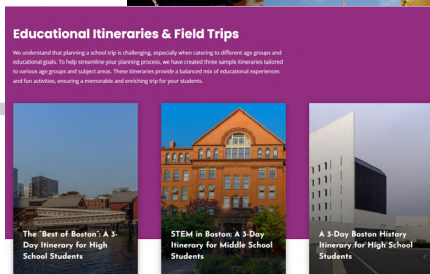 Educational Itineraries & Field Trips
We understand that planning a school trip is challenging, especially when catering to different age groups and
educational goals. To help streamline your planning process, we have created three sample itineraries tailored
to various age groups and subject areas. These itineraries provide a balanced mix of educational experiences
and fun activities, ensuring a memorable and enriching trip for your students.
The "Best of Boston": A 3-
Day Itinerary for High
School Students
STEM in Boston: A 3-Day
Itinerary for Middle School
Students
A 3-Day Boston History
Itinerary for High School
Students